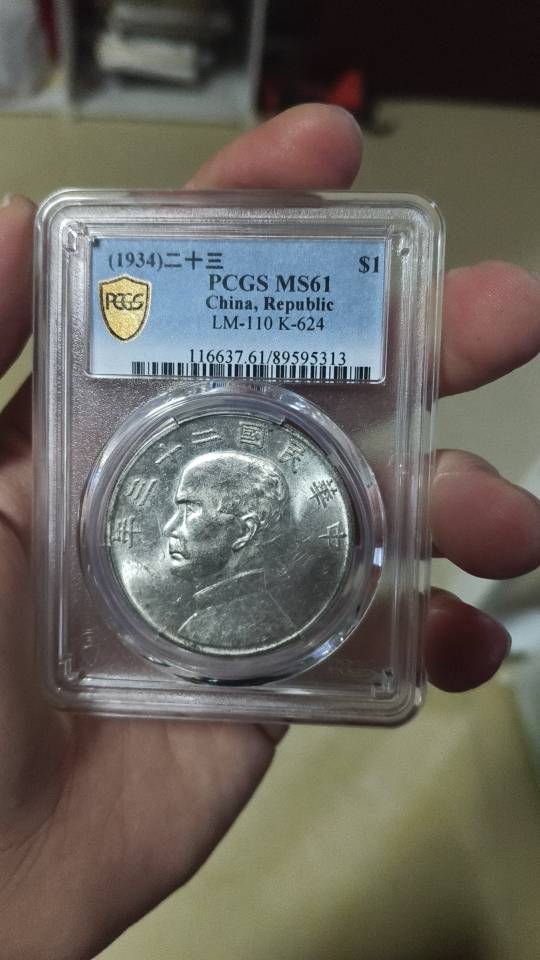 (1934)二十三 $1
PCGS MS61
China, Republic
LM-110 K-624
PCGS
116637.61/89595313
年三十二國民華中